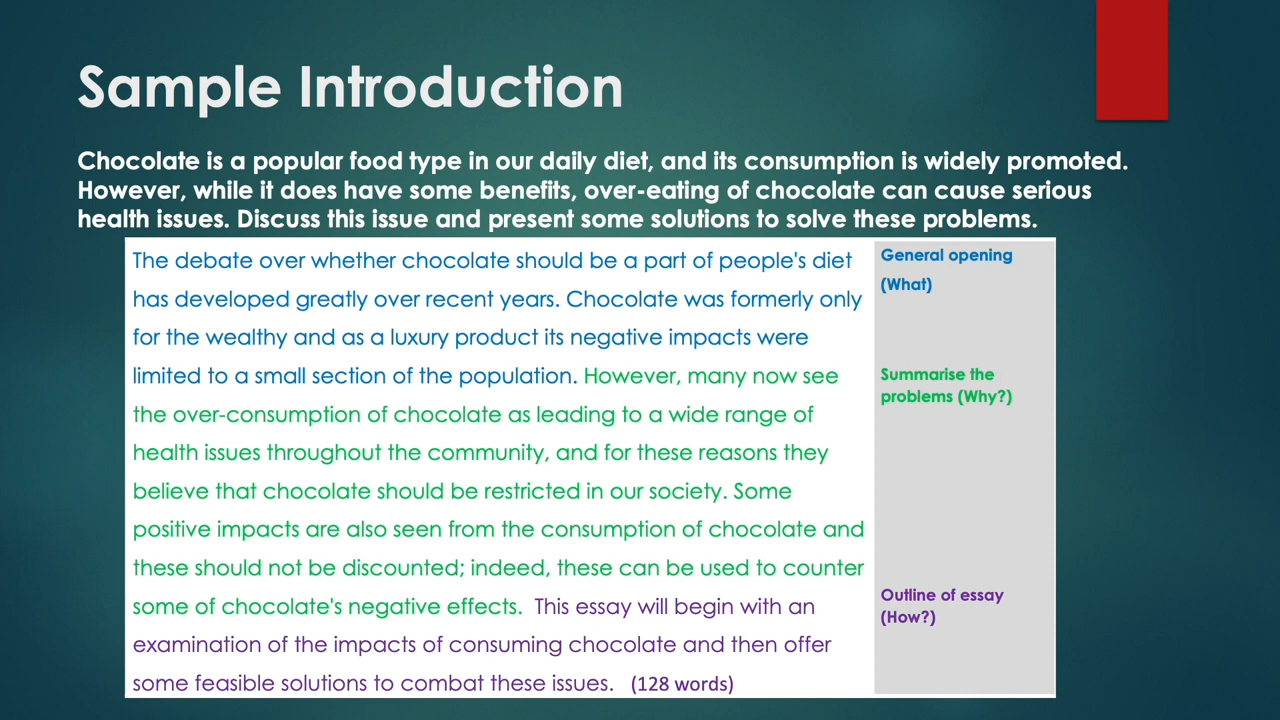 Sample Introduction
Chocolate is a popular food type in our daily diet, and its consumption is widely promoted.
However, while it does have some benefits, over-eating of chocolate can cause serious
health issues. Discuss this issue and present some solutions to solve these problems.
The debate over whether chocolate should be a part of people's diet
has developed greatly over recent years. Chocolate was formerly only
for the wealthy and as a luxury product its negative impacts were
limited to a small section of the population. However, many now see
the over-consumption of chocolate as leading to a wide range of
health issues throughout the community, and for these reasons they
believe that chocolate should be restricted in our society. Some
positive impacts are also seen from the consumption of chocolate and
these should not be discounted; indeed, these can be used to counter
some of chocolate's negative effects. This essay will begin with an
examination of the impacts of consuming chocolate and then offer
some feasible solutions to combat these issues. (128 words)
General opening
(What)
Summarise the
problems (Why?)
Outline of essay
(How?)